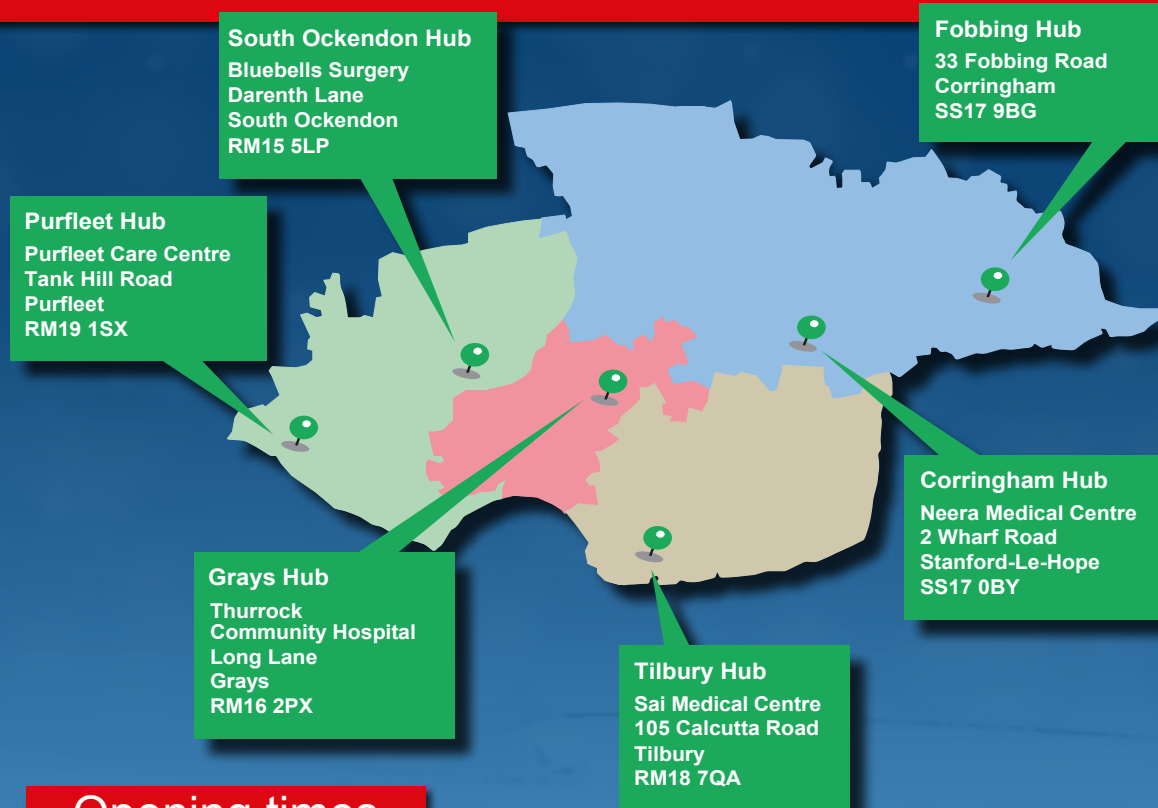 South Ockendon Hub
Bluebells Surgery
Darenth Lane
South Ockendon
RM15 5LP
Fobbing Hub
33 Fobbing Road
Corringham
SS17 9BG
Purfleet Hub
Purfleet Care Centre
Tank Hill Road
Purfleet
RM19 1SX
Corringham Hub
Neera Medical Centre
2 Wharf Road
Stanford-Le-Hope
SS17 0BY
Grays Hub
Thurrock
Community Hospital
Long Lane
Grays
RM16 2PX
Tilbury Hub
Sai Medical Centre
105 Calcutta Road
Tilbury
RM18 7QA
Opening times